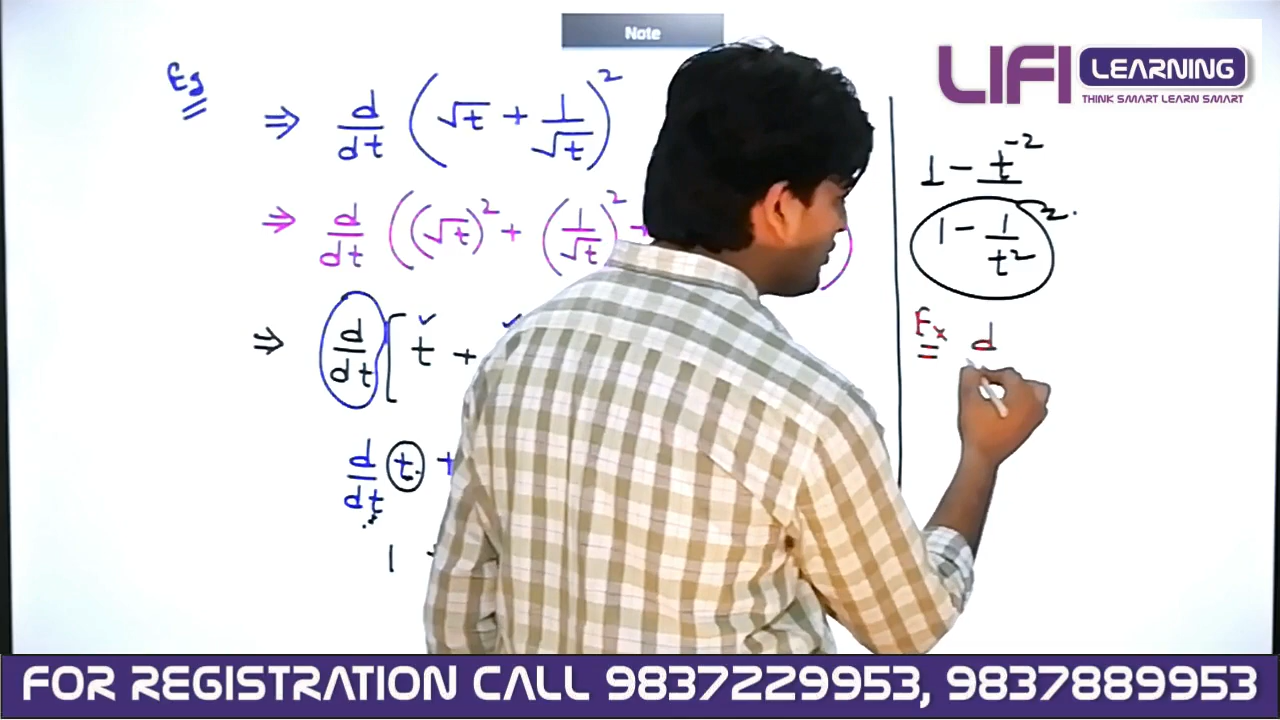 Note
LIFI LEARNING
THINK SMART LEARN SMART
Eg
⇒ d/dt (√t + 1/√t)²
⇒ d/dt ((√t)² + (1/√t)² + )
⇒ d/dt [ t +
d/dt t +
1
1 - t⁻²
1 - 1/t²
Ex d
FOR REGISTRATION CALL 9837229953, 9837889953